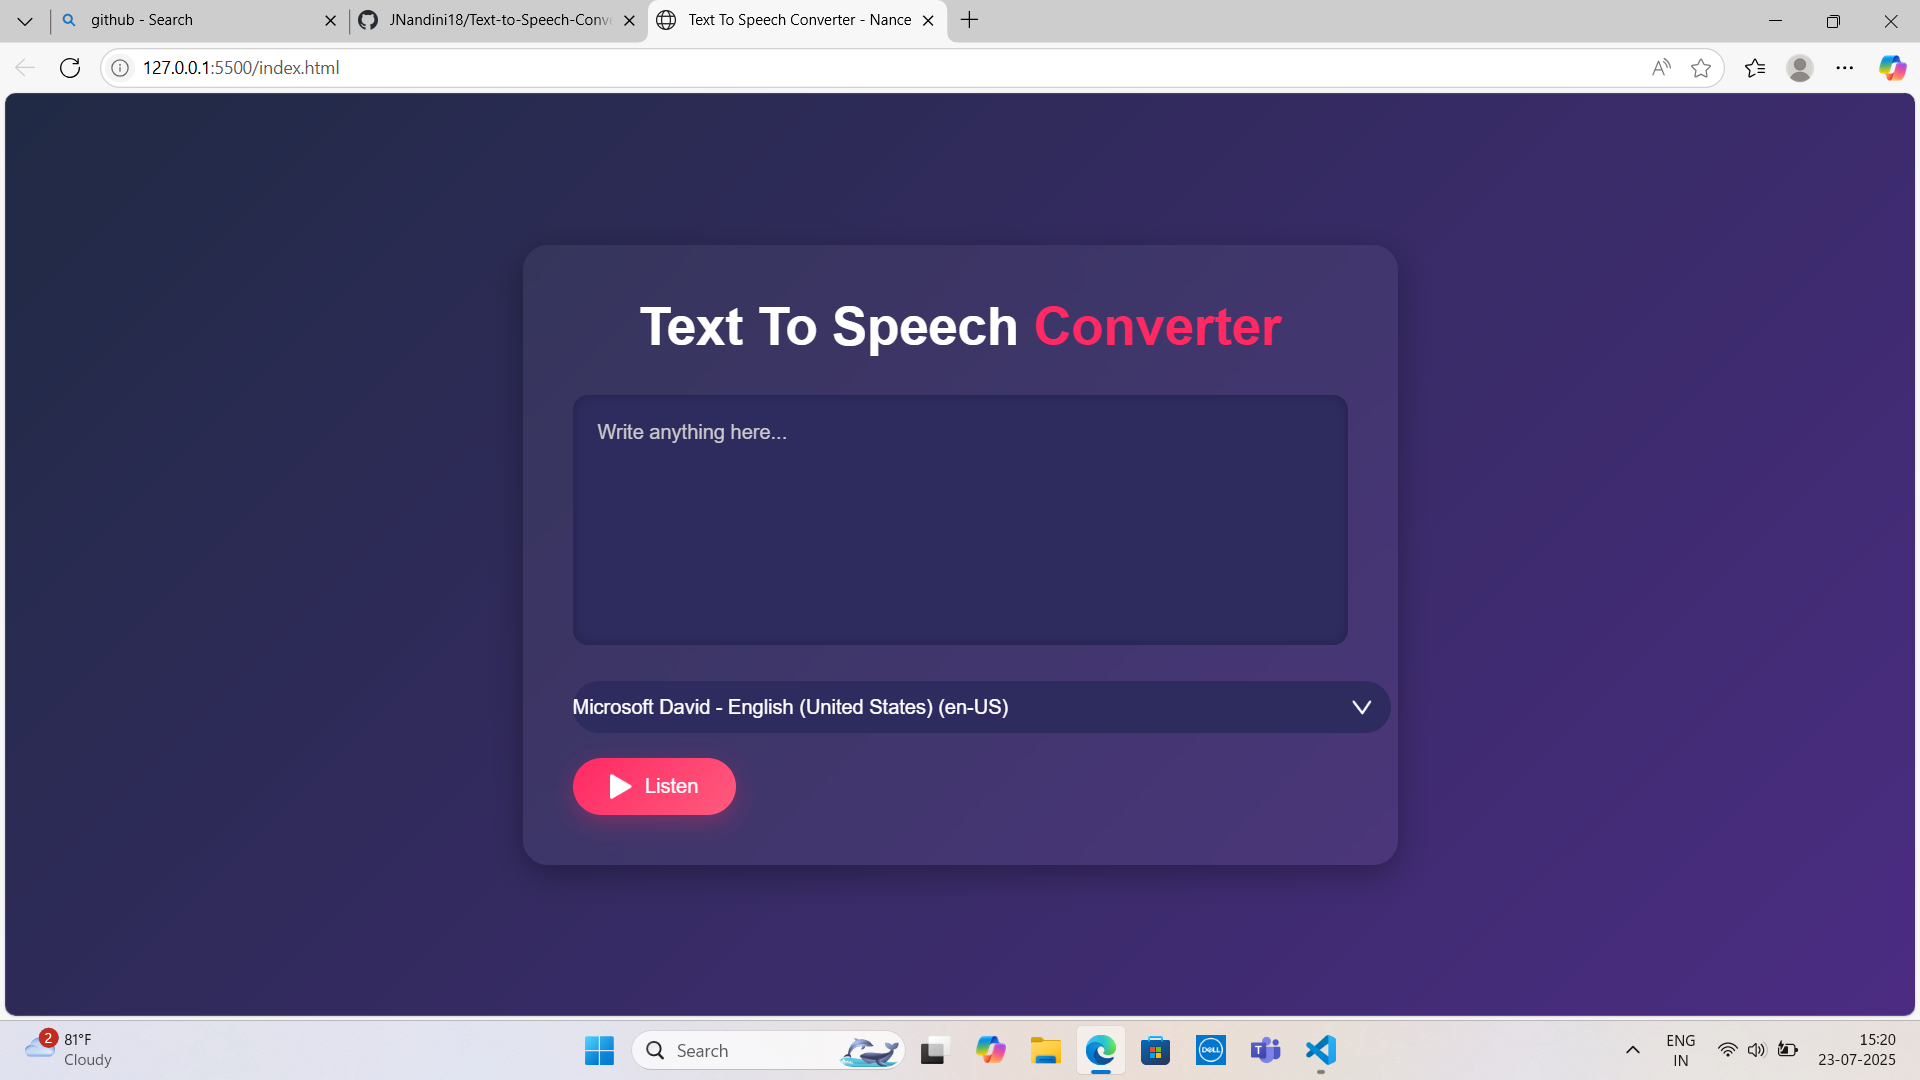 github - Search
JNandini18/Text-to-Speech-Conve
Text To Speech Converter - Nance
127.0.0.1:5500/index.html
Text To Speech Converter
Write anything here...
Microsoft David - English (United States) (en-US)
Listen
2
81°F
Cloudy
Search
DELL
T
ENG
IN
15:20
23-07-2025